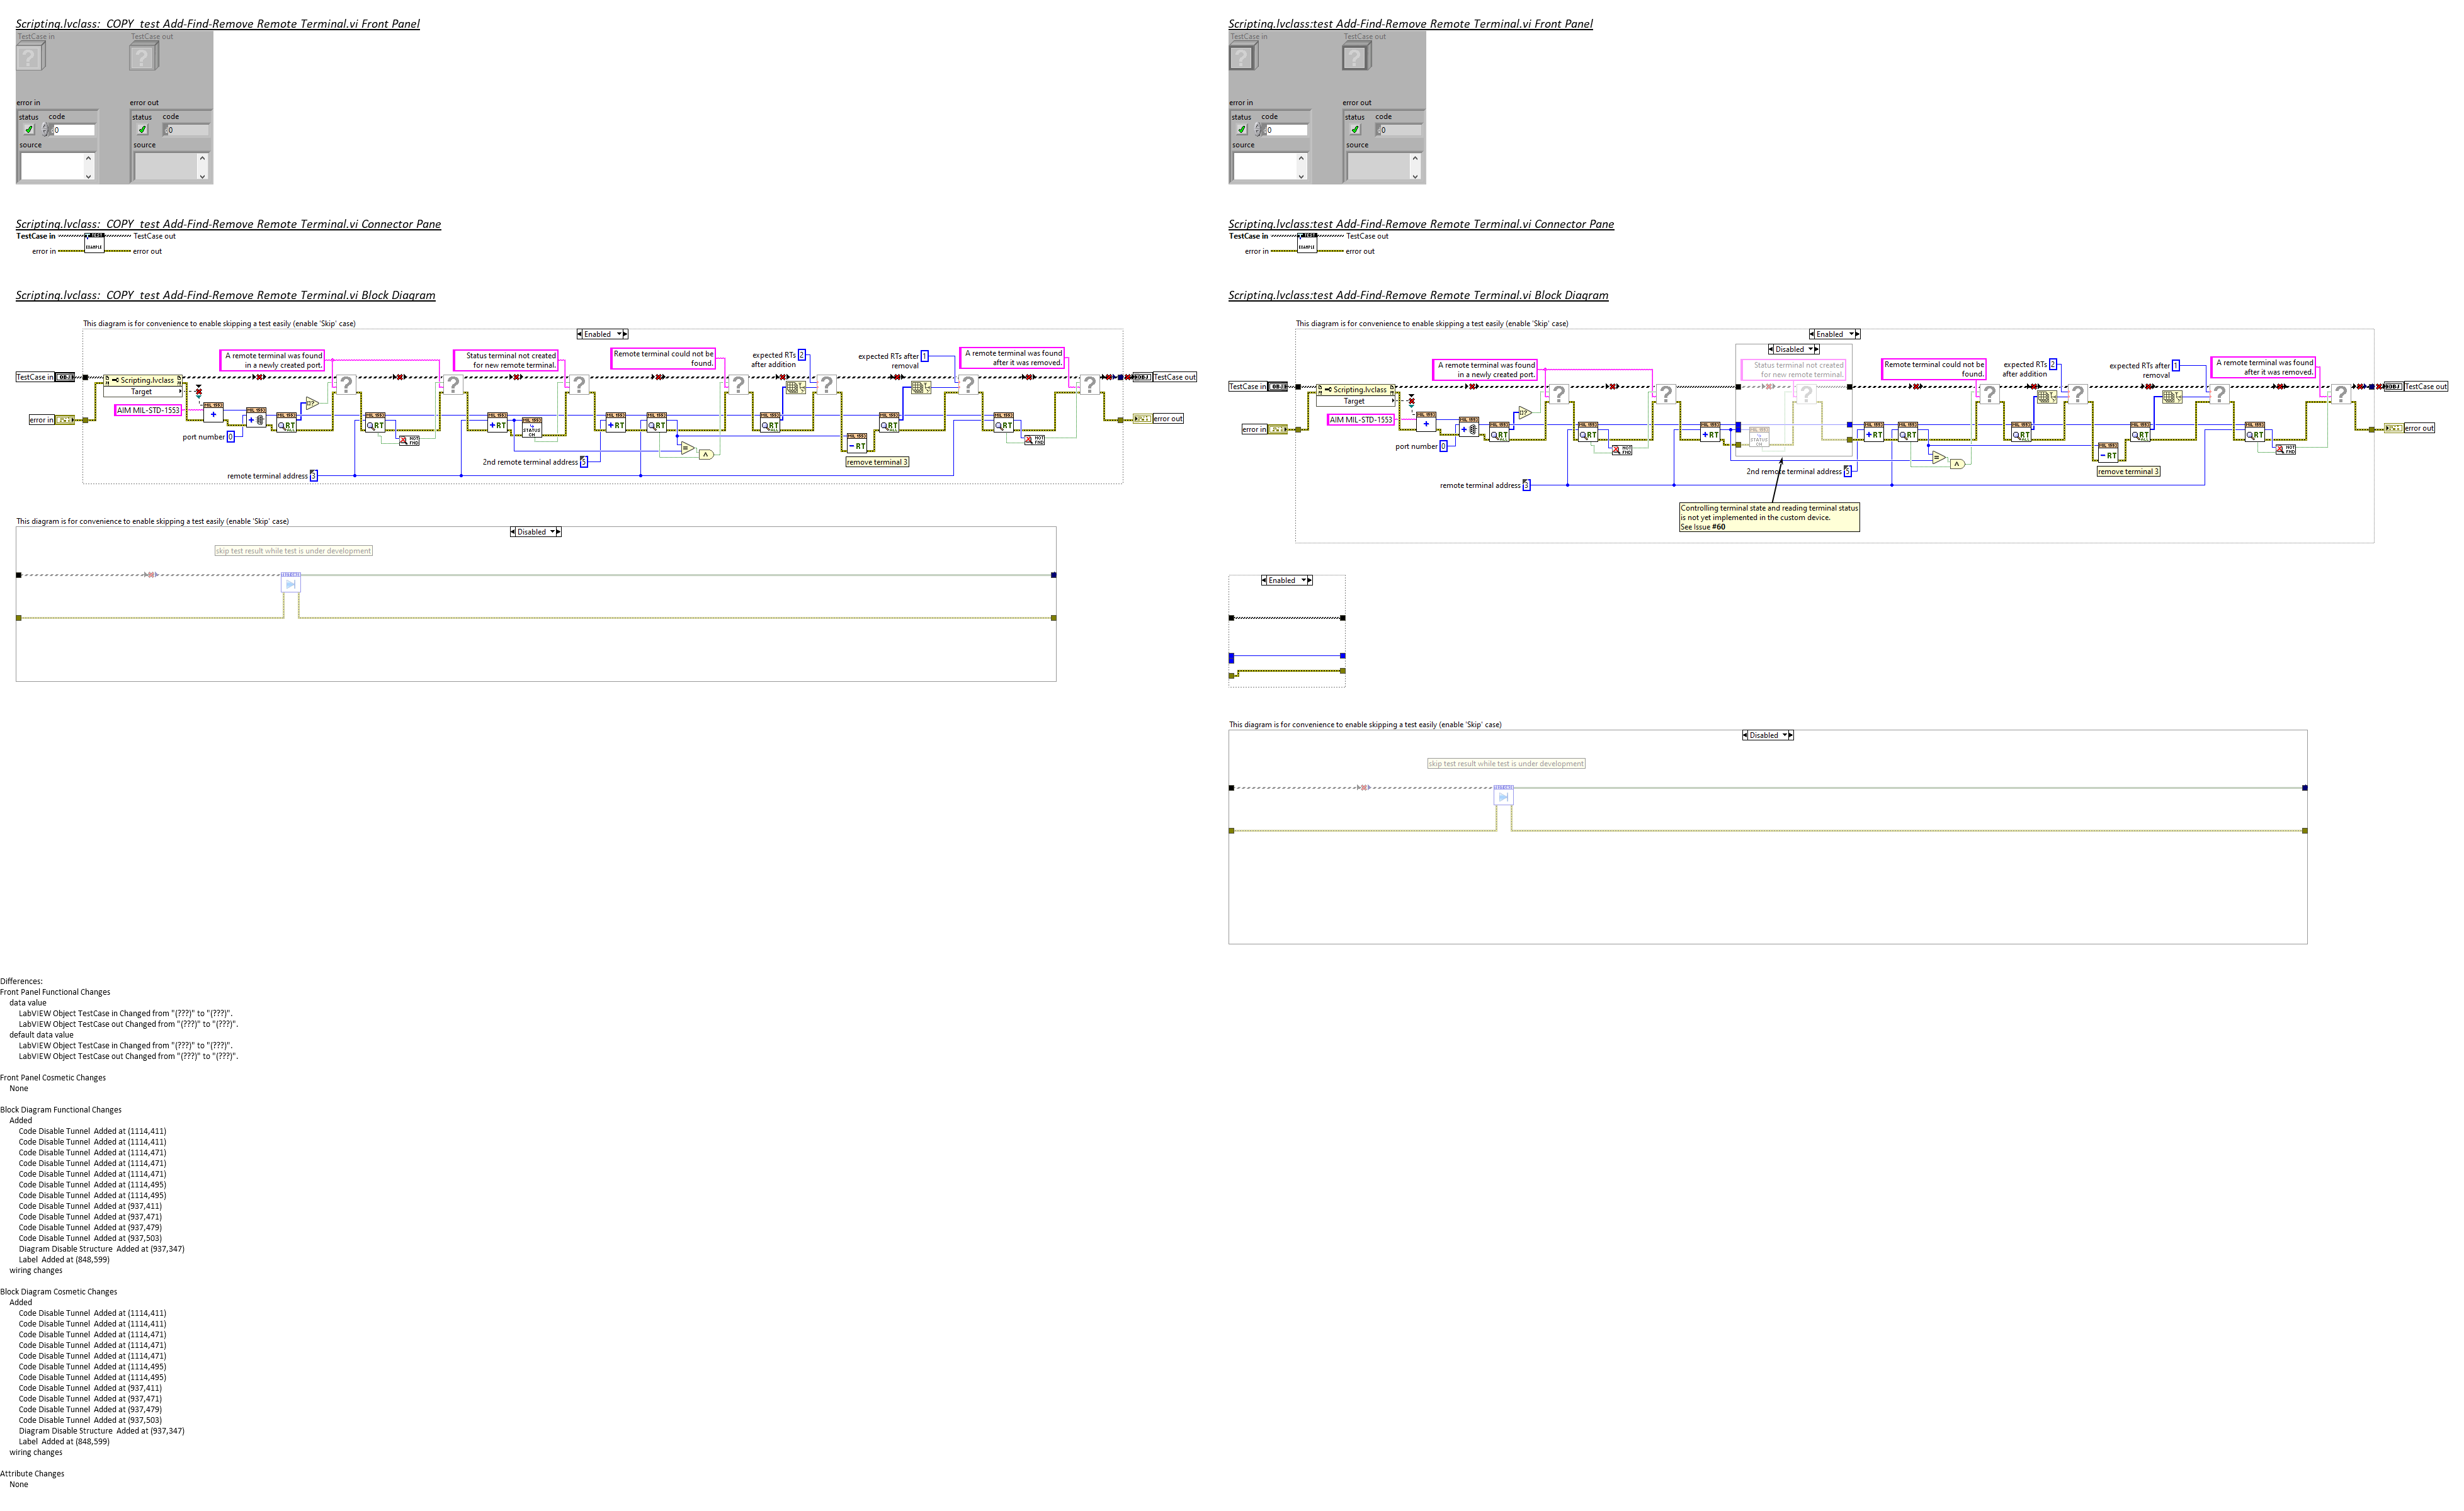 Scripting.lvclass:_COPY_test Add-Find-Remove Remote Terminal.vi Front Panel
TestCase in
TestCase out
error in
error out
status
code
status
code
0
0
source
source
Scripting.lvclass:_COPY_test Add-Find-Remove Remote Terminal.vi Connector Pane
TestCase in
TestCase out
error in
error out
Scripting.lvclass:_COPY_test Add-Find-Remove Remote Terminal.vi Block Diagram
This diagram is for convenience to enable skipping a test easily (enable 'Skip' case)
Enabled
A remote terminal was found
in a newly created port.
Status terminal not created
for new remote terminal.
Remote terminal could not be
found.
expected RTs
after addition
2
expected RTs after
removal
1
A remote terminal was found
after it was removed.
TestCase in
Scripting.lvclass
Target
TestCase out
AIM MIL-STD-1553
error in
error out
port number
0
2nd remote terminal address
5
remove terminal 3
remote terminal address
3
This diagram is for convenience to enable skipping a test easily (enable 'Skip' case)
Disabled
skip test result while test is under development
Scripting.lvclass:test Add-Find-Remove Remote Terminal.vi Front Panel
TestCase in
TestCase out
error in
error out
status
code
status
code
0
0
source
source
Scripting.lvclass:test Add-Find-Remove Remote Terminal.vi Connector Pane
TestCase in
TestCase out
error in
error out
Scripting.lvclass:test Add-Find-Remove Remote Terminal.vi Block Diagram
This diagram is for convenience to enable skipping a test easily (enable 'Skip' case)
Enabled
Disabled
A remote terminal was found
in a newly created port.
Status terminal not created
for new remote terminal.
Remote terminal could not be
found.
expected RTs
after addition
2
expected RTs after
removal
1
A remote terminal was found
after it was removed.
TestCase in
Scripting.lvclass
Target
TestCase out
AIM MIL-STD-1553
error in
error out
port number
0
2nd remote terminal address
5
remove terminal 3
remote terminal address
3
Controlling terminal state and reading terminal status
is not yet implemented in the custom device.
See Issue #60
Enabled
This diagram is for convenience to enable skipping a test easily (enable 'Skip' case)
Disabled
skip test result while test is under development
Differences:
Front Panel Functional Changes
data value
LabVIEW Object TestCase in Changed from "(???)" to "(???)".
LabVIEW Object TestCase out Changed from "(???)" to "(???)".
default data value
LabVIEW Object TestCase in Changed from "(???)" to "(???)".
LabVIEW Object TestCase out Changed from "(???)" to "(???)".
Front Panel Cosmetic Changes
None
Block Diagram Functional Changes
Added
Code Disable Tunnel  Added at (1114,411)
Code Disable Tunnel  Added at (1114,411)
Code Disable Tunnel  Added at (1114,471)
Code Disable Tunnel  Added at (1114,471)
Code Disable Tunnel  Added at (1114,471)
Code Disable Tunnel  Added at (1114,495)
Code Disable Tunnel  Added at (1114,495)
Code Disable Tunnel  Added at (937,411)
Code Disable Tunnel  Added at (937,471)
Code Disable Tunnel  Added at (937,479)
Code Disable Tunnel  Added at (937,503)
Diagram Disable Structure  Added at (937,347)
Label  Added at (848,599)
wiring changes
Block Diagram Cosmetic Changes
Added
Code Disable Tunnel  Added at (1114,411)
Code Disable Tunnel  Added at (1114,411)
Code Disable Tunnel  Added at (1114,471)
Code Disable Tunnel  Added at (1114,471)
Code Disable Tunnel  Added at (1114,471)
Code Disable Tunnel  Added at (1114,495)
Code Disable Tunnel  Added at (1114,495)
Code Disable Tunnel  Added at (937,411)
Code Disable Tunnel  Added at (937,471)
Code Disable Tunnel  Added at (937,479)
Code Disable Tunnel  Added at (937,503)
Diagram Disable Structure  Added at (937,347)
Label  Added at (848,599)
wiring changes
Attribute Changes
None